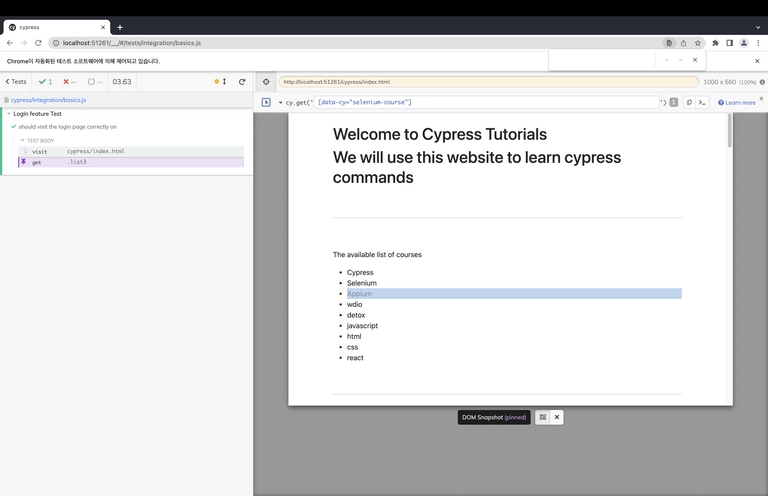 cypress
localhost:51261/__/#/tests/integration/basics.js
Chrome이 자동화된 테스트 소프트웨어에 의해 제어되고 있습니다.
Tests
1
--
--
03.63
http://localhost:51261/cypress/index.html
1000 x 660 (100%)
cypress/integration/basics.js
cy.get('
[data-cy="selenium-course"]
')
1
Learn more
LogIn feature Test
should visit the login page correctly on
TEST BODY
1 visit cypress/index.html
get .list3
Welcome to Cypress Tutorials
We will use this website to learn cypress
commands
The available list of courses
Cypress
Selenium
Appium
wdio
detox
javascript
html
css
react
DOM Snapshot (pinned)